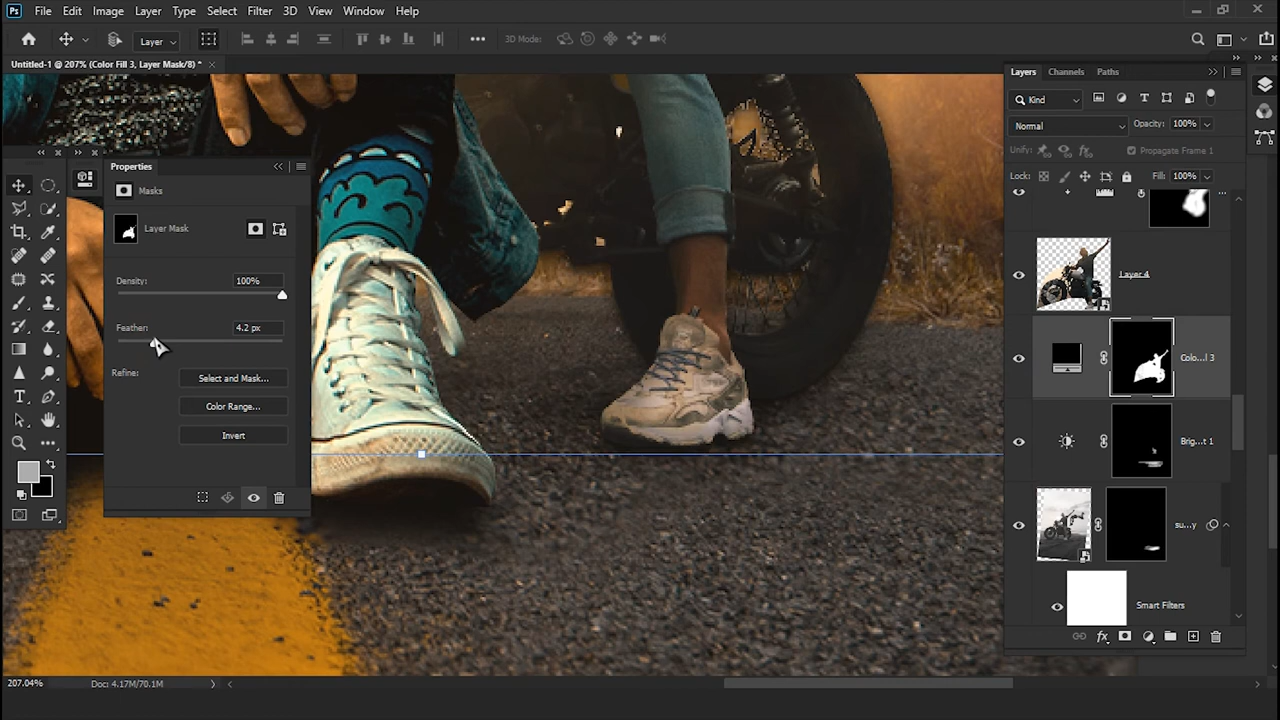 Ps File Edit Image Layer Type Select Filter 3D View Window Help
Layer 3D Mode:
Untitled-1 @ 207% (Color Fill 3, Layer Mask/8) *
Layers Channels Paths
Kind
Normal Opacity: 100%
Unify: Propagate Frame 1
Lock: Fill: 100%
Properties
Masks
Layer Mask
Density: 100%
Feather: 4.2 px
Refine: Select and Mask...
Color Range...
Invert
Layer 4
Colo...l 3
Brig...t 1
su...y
Smart Filters
207.04% Doc: 4.17M/70.1M